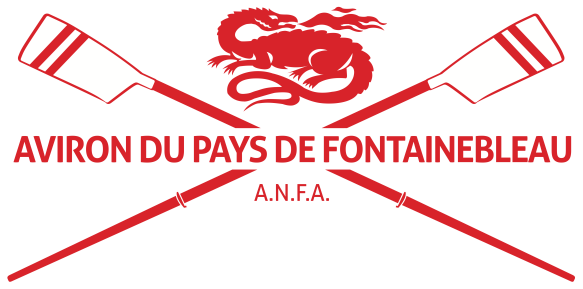 AVIRON DU PAYS DE FONTAINEBLEAU
A.N.F.A.